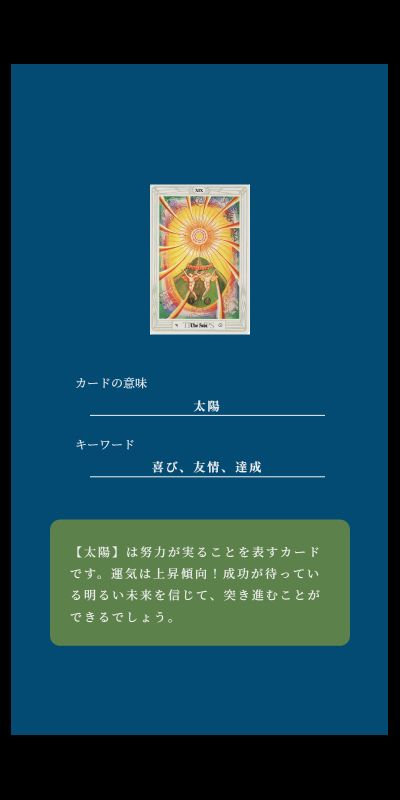 XIX
The Sun
カードの意味
太陽
キーワード
喜び、友情、達成
【太陽】は努力が実ることを表すカード
です。運気は上昇傾向！成功が待ってい
る明るい未来を信じて、突き進むことが
できるでしょう。